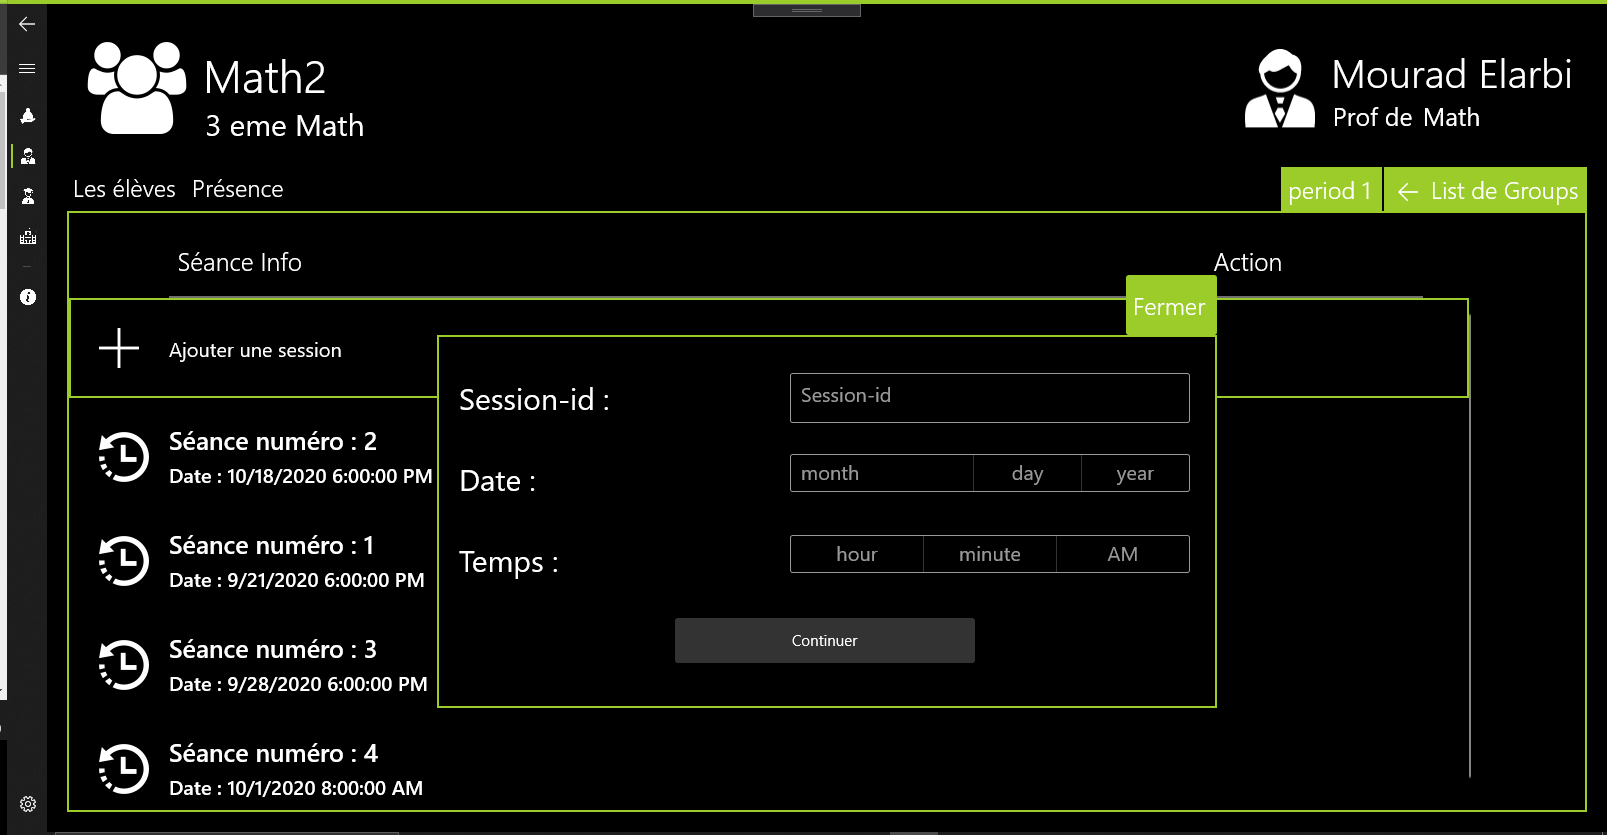 Math2
3 eme Math
Mourad Elarbi
Prof de Math
Les élèves Présence
period 1
List de Groups
Séance Info
Action
Fermer
Ajouter une session
Session-id :
Session-id
Date :
month day year
Temps :
hour minute AM
Continuer
Séance numéro : 2
Date : 10/18/2020 6:00:00 PM
Séance numéro : 1
Date : 9/21/2020 6:00:00 PM
Séance numéro : 3
Date : 9/28/2020 6:00:00 PM
Séance numéro : 4
Date : 10/1/2020 8:00:00 AM